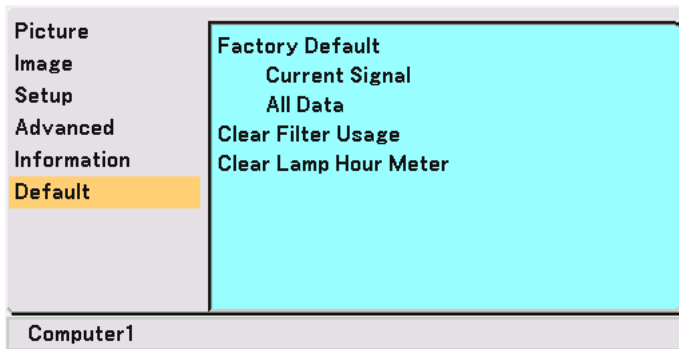 Picture
Image
Setup
Advanced
Information
Default
Factory Default
Current Signal
All Data
Clear Filter Usage
Clear Lamp Hour Meter
Computer1